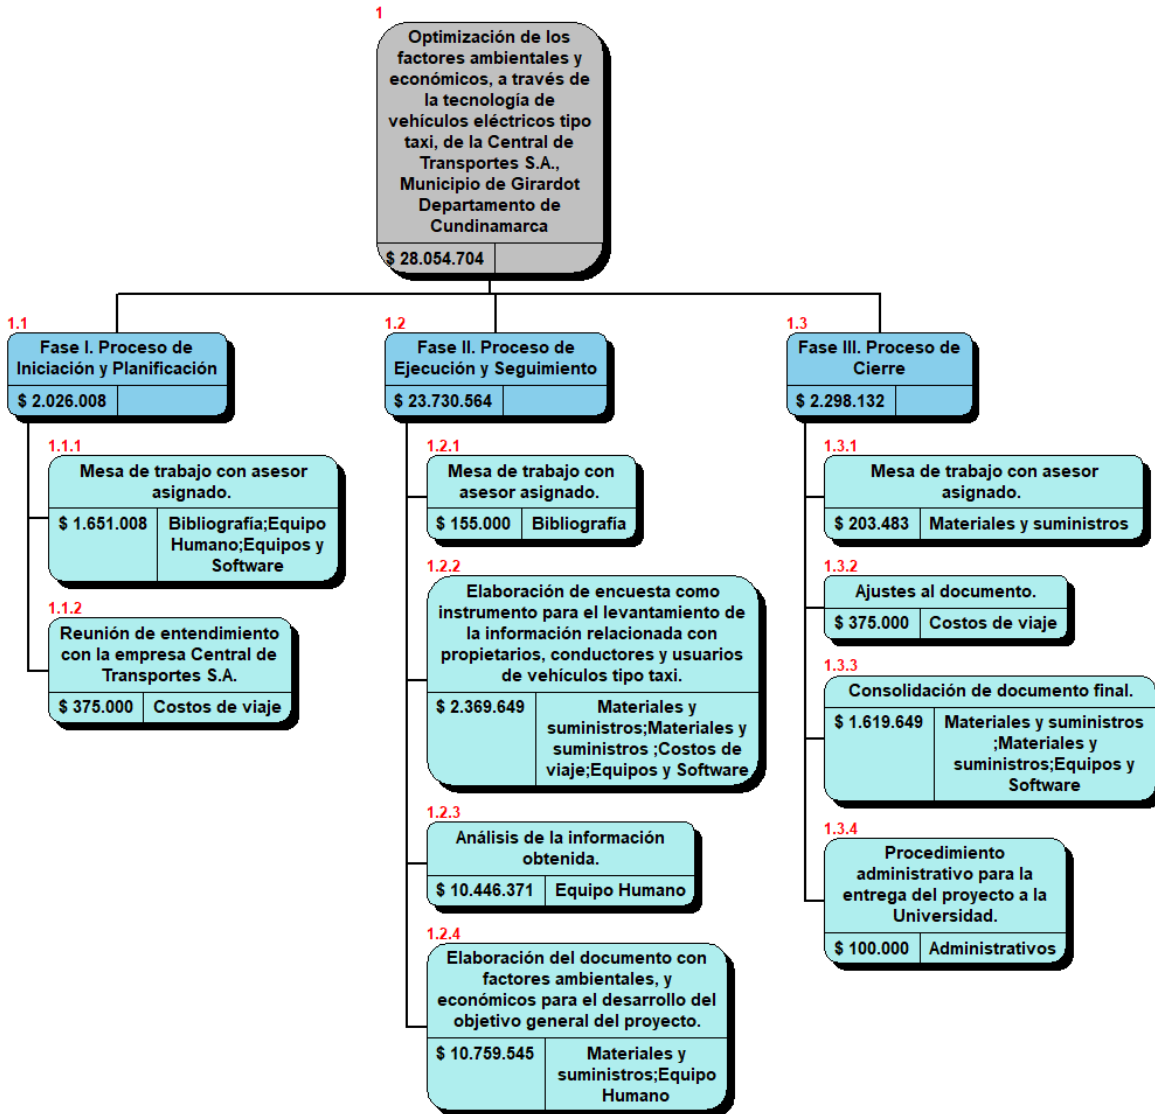 1
Optimización de los
factores ambientales y
económicos, a través de
la tecnología de
vehículos eléctricos tipo
taxi, de la Central de
Transportes S.A.,
Municipio de Girardot
Departamento de
Cundinamarca
$ 28.054.704
1.1
Fase I. Proceso de
Iniciación y Planificación
$ 2.026.008
1.1.1
Mesa de trabajo con asesor
asignado.
$ 1.651.008
Bibliografía;Equipo
Humano;Equipos y
Software
1.1.2
Reunión de entendimiento
con la empresa Central de
Transportes S.A.
$ 375.000
Costos de viaje
1.2
Fase II. Proceso de
Ejecución y Seguimiento
$ 23.730.564
1.2.1
Mesa de trabajo con
asesor asignado.
$ 155.000
Bibliografía
1.2.2
Elaboración de encuesta como
instrumento para el levantamiento de
la información relacionada con
propietarios, conductores y usuarios
de vehículos tipo taxi.
$ 2.369.649
Materiales y
suministros;Materiales y
suministros ;Costos de
viaje;Equipos y Software
1.2.3
Análisis de la información
obtenida.
$ 10.446.371
Equipo Humano
1.2.4
Elaboración del documento con
factores ambientales, y
económicos para el desarrollo del
objetivo general del proyecto.
$ 10.759.545
Materiales y
suministros;Equipo
Humano
1.3
Fase III. Proceso de
Cierre
$ 2.298.132
1.3.1
Mesa de trabajo con asesor
asignado.
$ 203.483
Materiales y suministros
1.3.2
Ajustes al documento.
$ 375.000
Costos de viaje
1.3.3
Consolidación de documento final.
$ 1.619.649
Materiales y suministros
;Materiales y
suministros;Equipos y
Software
1.3.4
Procedimiento
administrativo para la
entrega del proyecto a la
Universidad.
$ 100.000
Administrativos